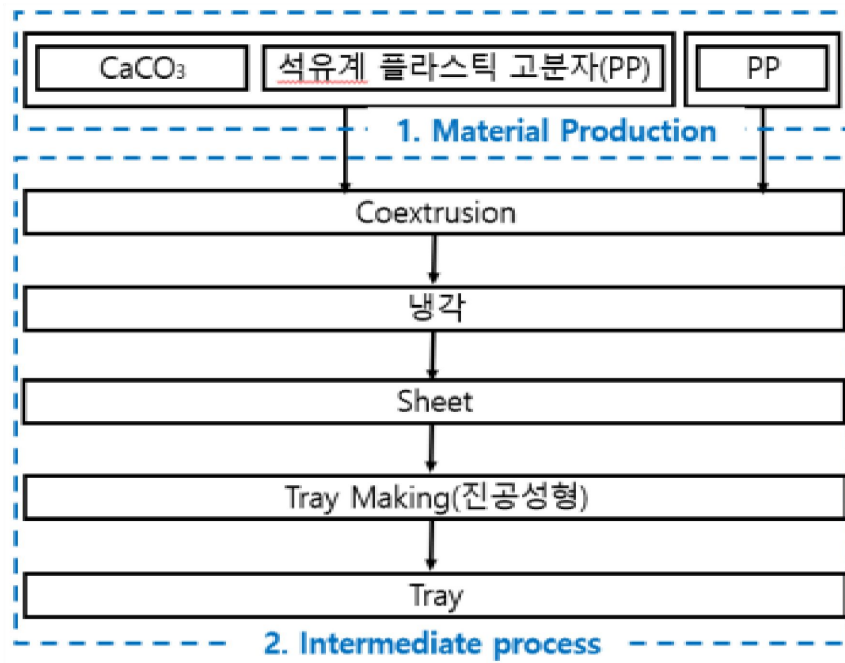 CaCO₃
석유계 플라스틱 고분자(PP)
PP
1. Material Production
Coextrusion
냉각
Sheet
Tray Making(진공성형)
Tray
2. Intermediate process